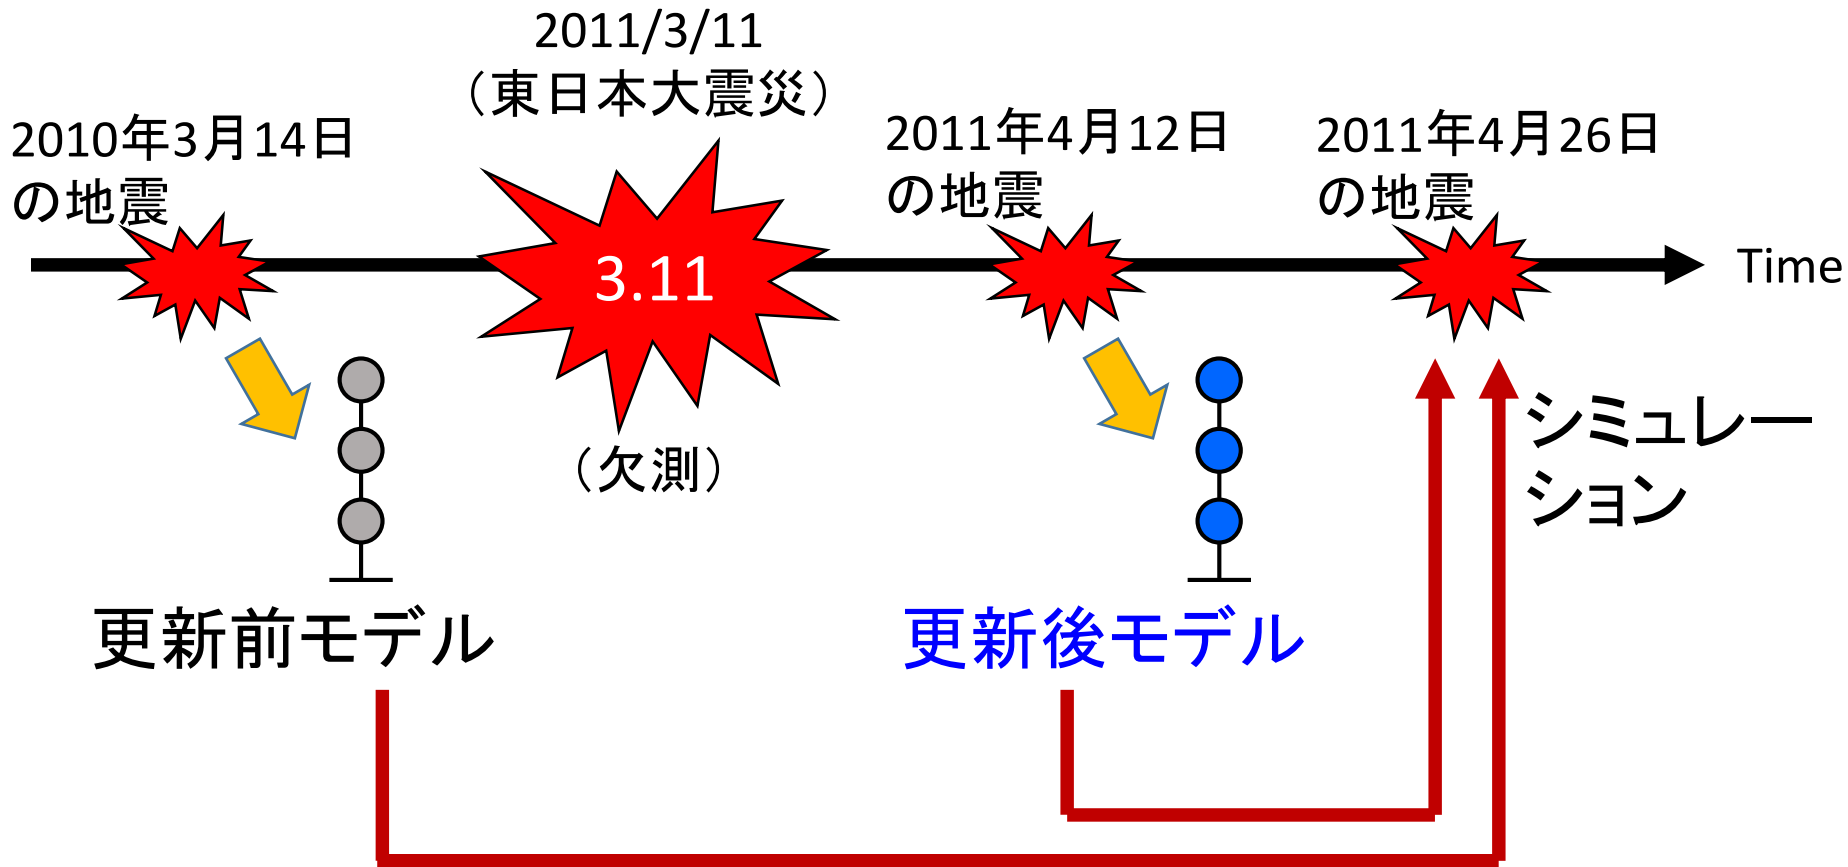 2011/3/11
（東日本大震災）
2010年3月14日
の地震
2011年4月12日
の地震
2011年4月26日
の地震
3.11
Time
（欠測）
シミュレー
ション
更新前モデル
更新後モデル